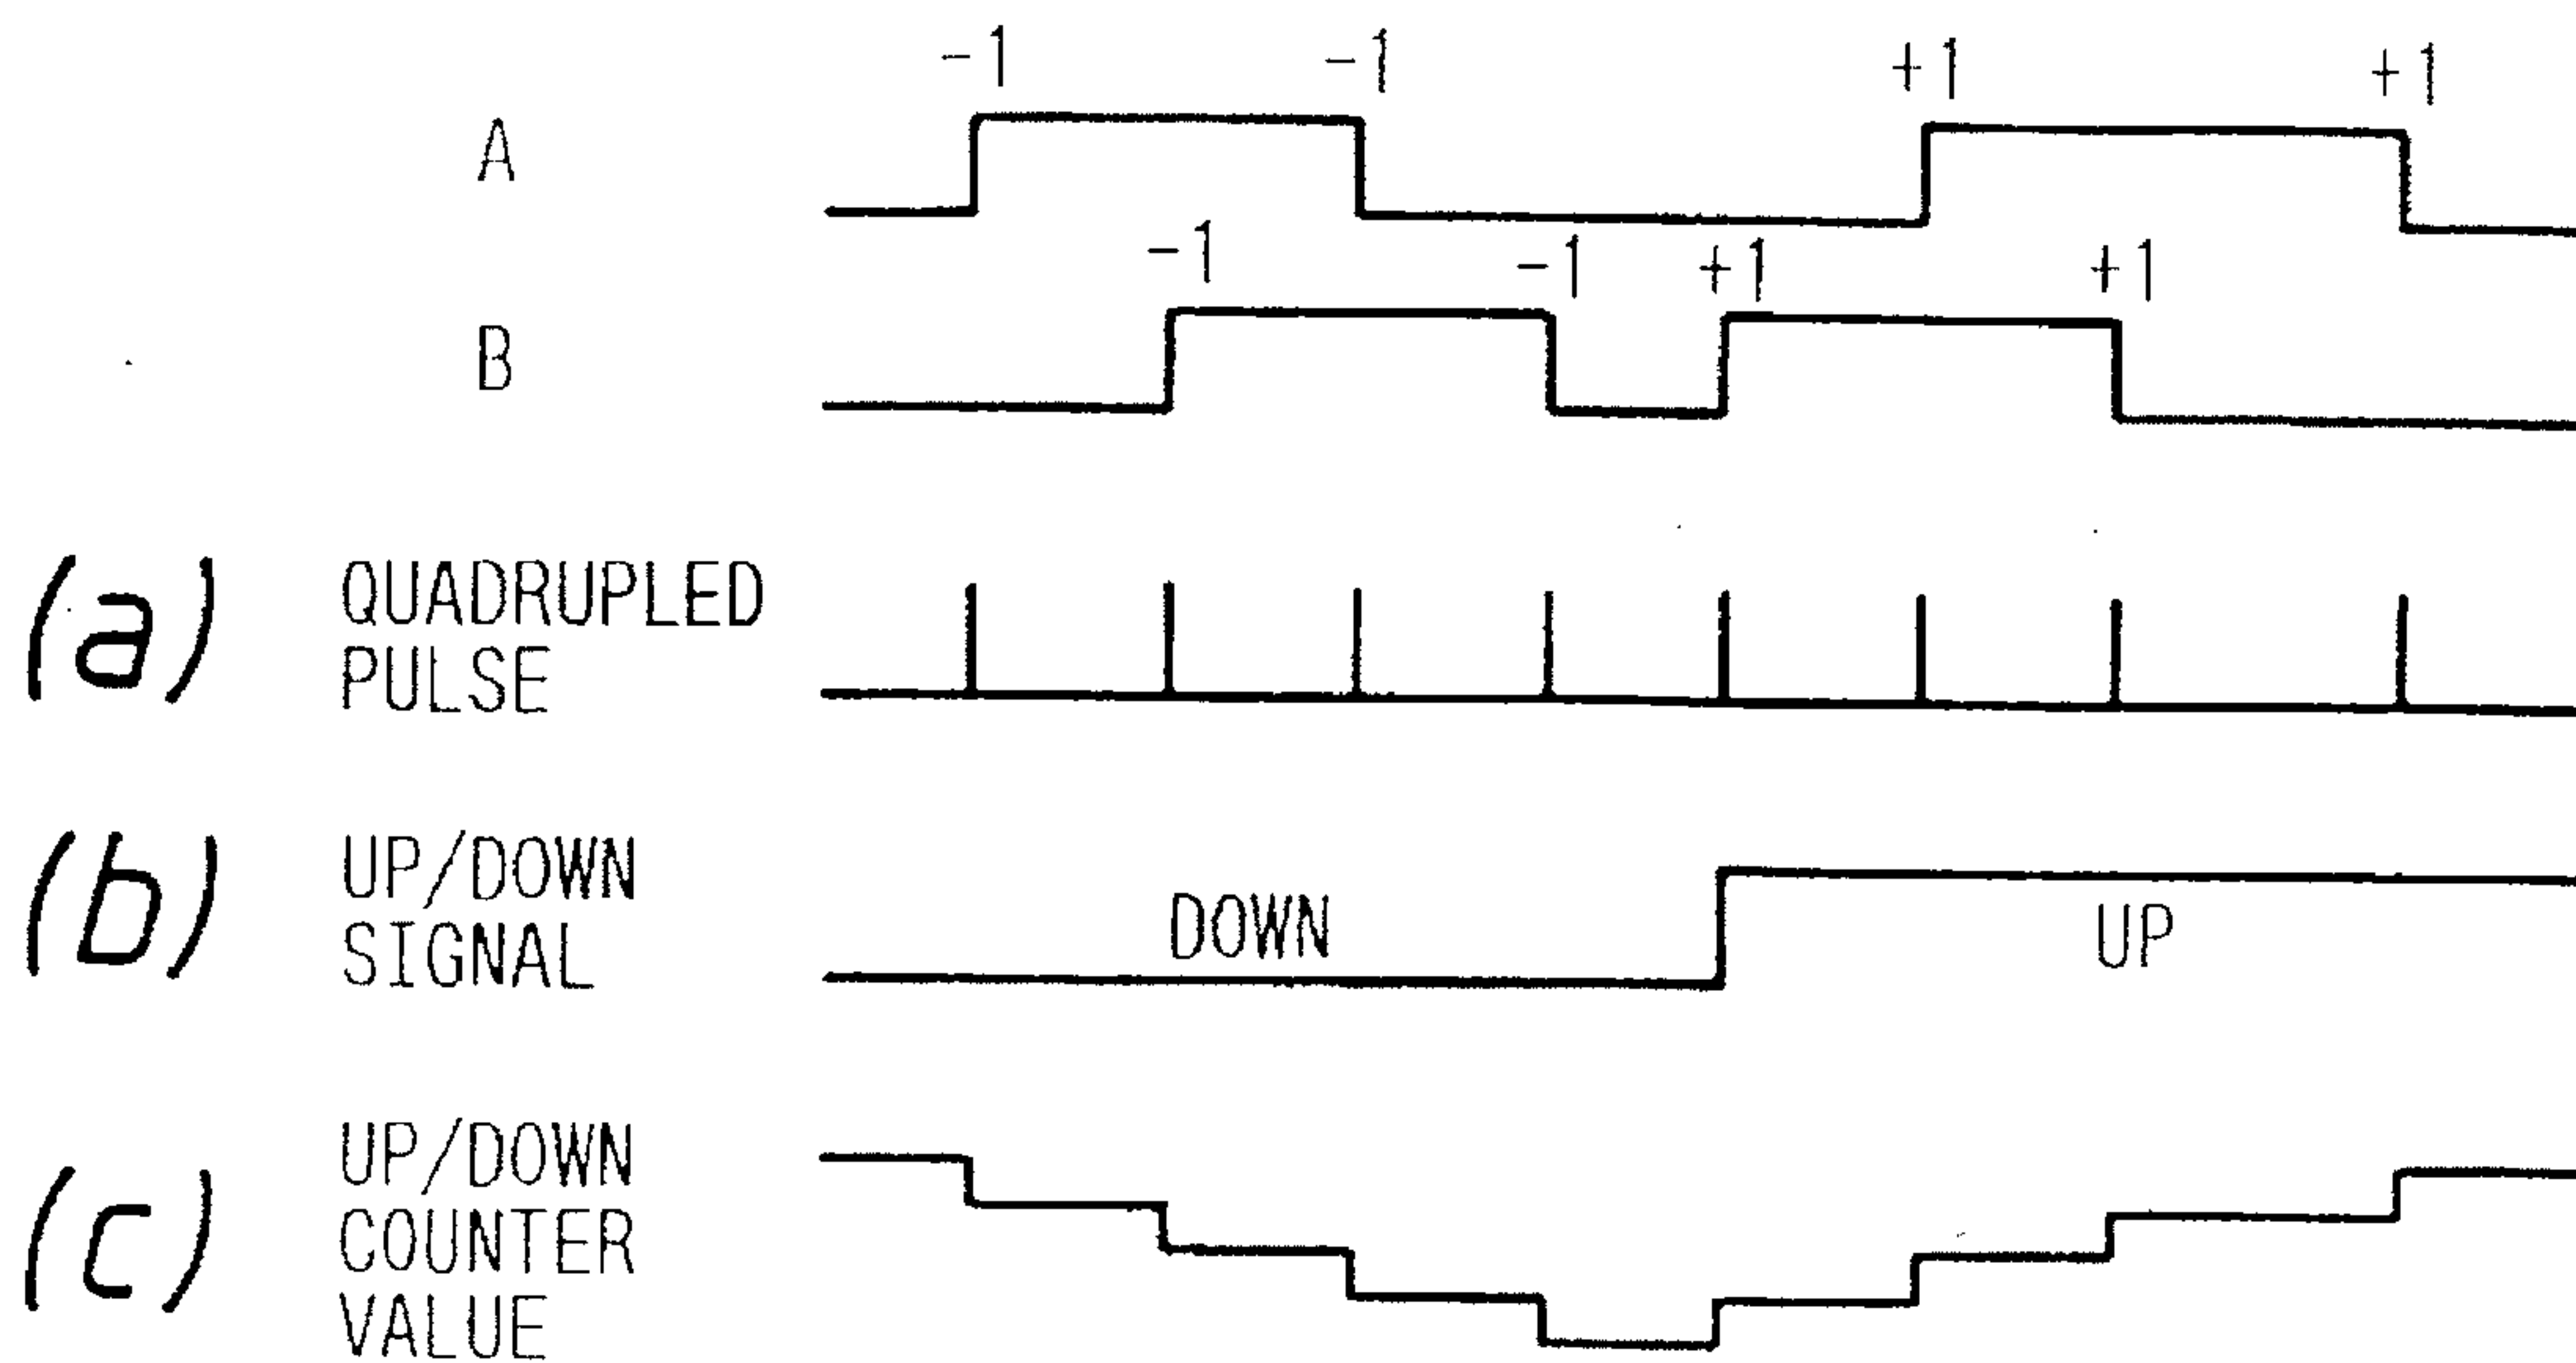 -1 -1 +1 +1
A
-1 -1 +1 +1
B
(a) QUADRUPLED
PULSE
(b) UP/DOWN
SIGNAL
DOWN
UP
(c) UP/DOWN
COUNTER
VALUE